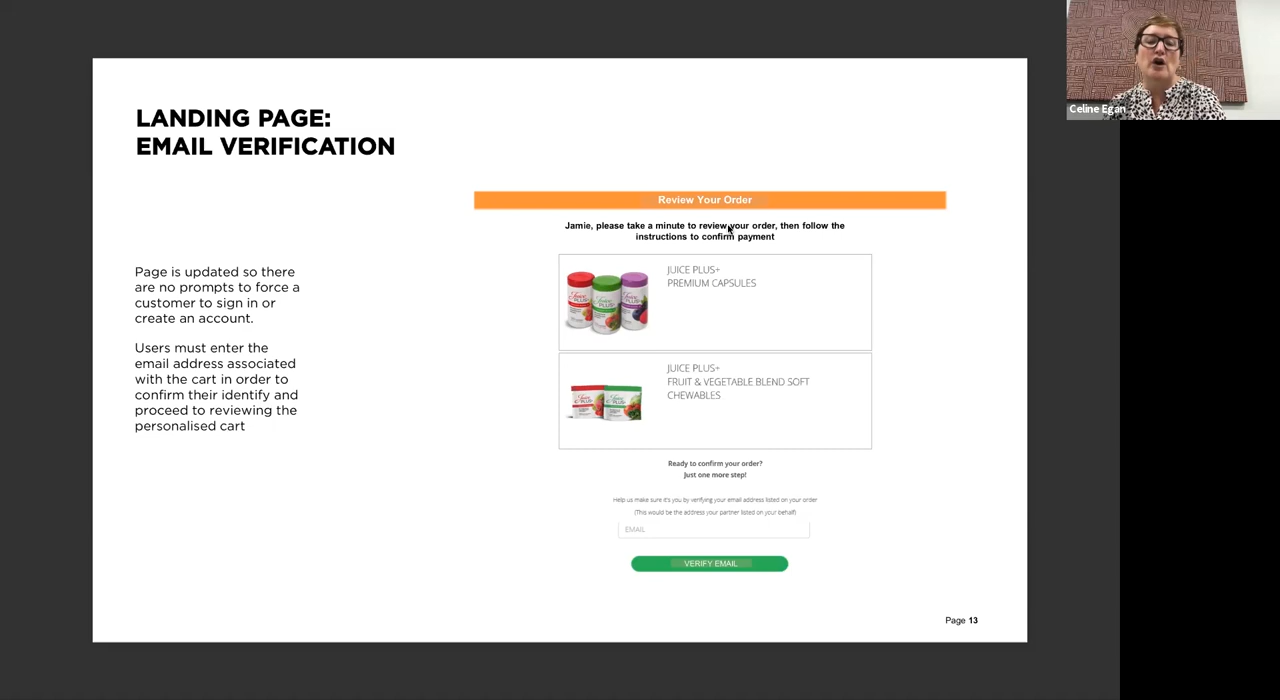 Celine Egan
LANDING PAGE:
EMAIL VERIFICATION
Page is updated so there
are no prompts to force a
customer to sign in or
create an account.
Users must enter the
email address associated
with the cart in order to
confirm their identify and
proceed to reviewing the
personalised cart
Review Your Order
Jamie, please take a minute to review your order, then follow the
instructions to confirm payment
JUICE PLUS+
PREMIUM CAPSULES
JUICE PLUS+
FRUIT & VEGETABLE BLEND SOFT
CHEWABLES
Ready to confirm your order?
Just one more step!
Help us make sure it's you by verifying your email address listed on your order
(This would be the address your partner listed on your behalf)
EMAIL
VERIFY EMAIL
Page 13